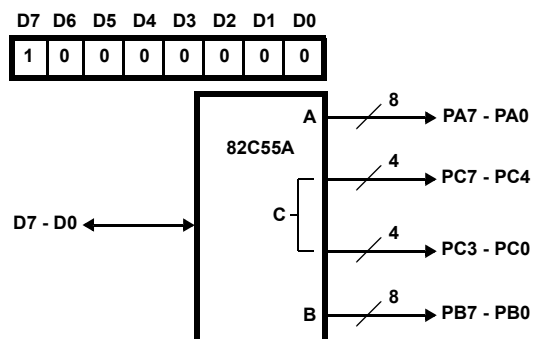 D7 D6 D5 D4 D3 D2 D1 D0
1 0 0 0 0 0 0 0
8
A PA7 - PA0
82C55A
4
PC7 - PC4
C
D7 - D0
4
PC3 - PC0
8
B PB7 - PB0